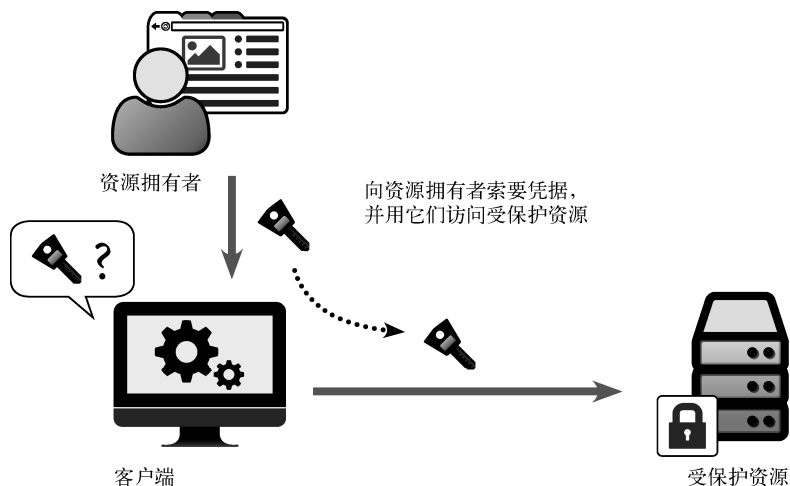 资源拥有者
向资源拥有者索要凭据，
并用它们访问受保护资源
?
客户端
受保护资源